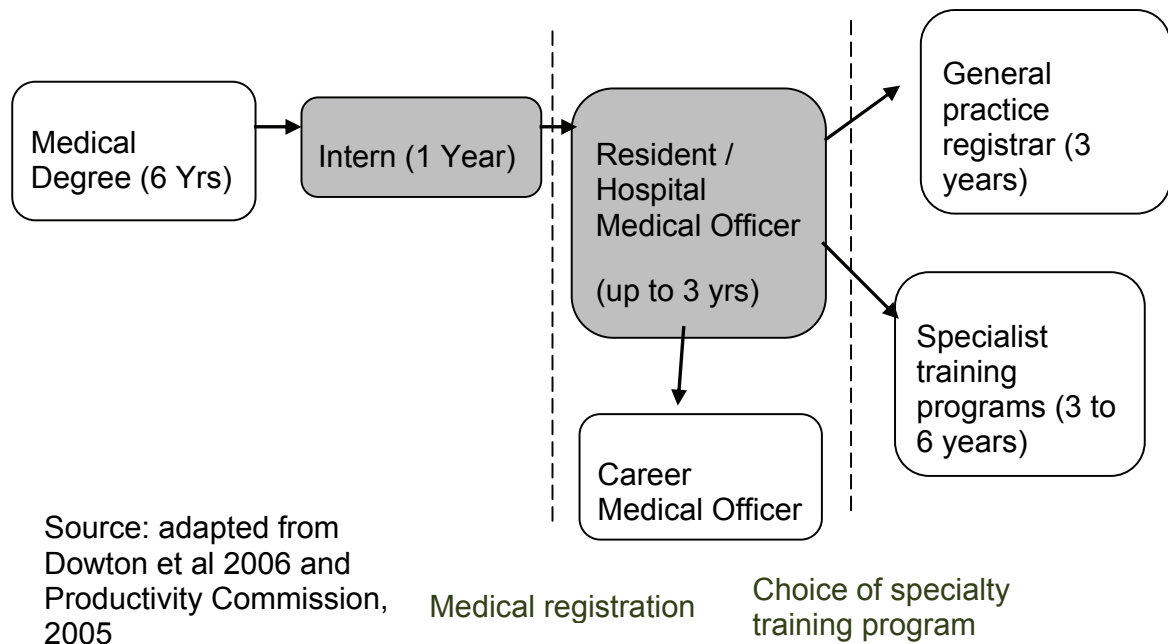 Medical
Degree (6 Yrs)
Intern (1 Year)
Resident /
Hospital
Medical Officer
(up to 3 yrs)
General
practice
registrar (3
years)
Specialist
training
programs (3 to
6 years)
Career
Medical Officer
Source: adapted from
Dowton et al 2006 and
Productivity Commission,
2005
Medical registration
Choice of specialty
training program